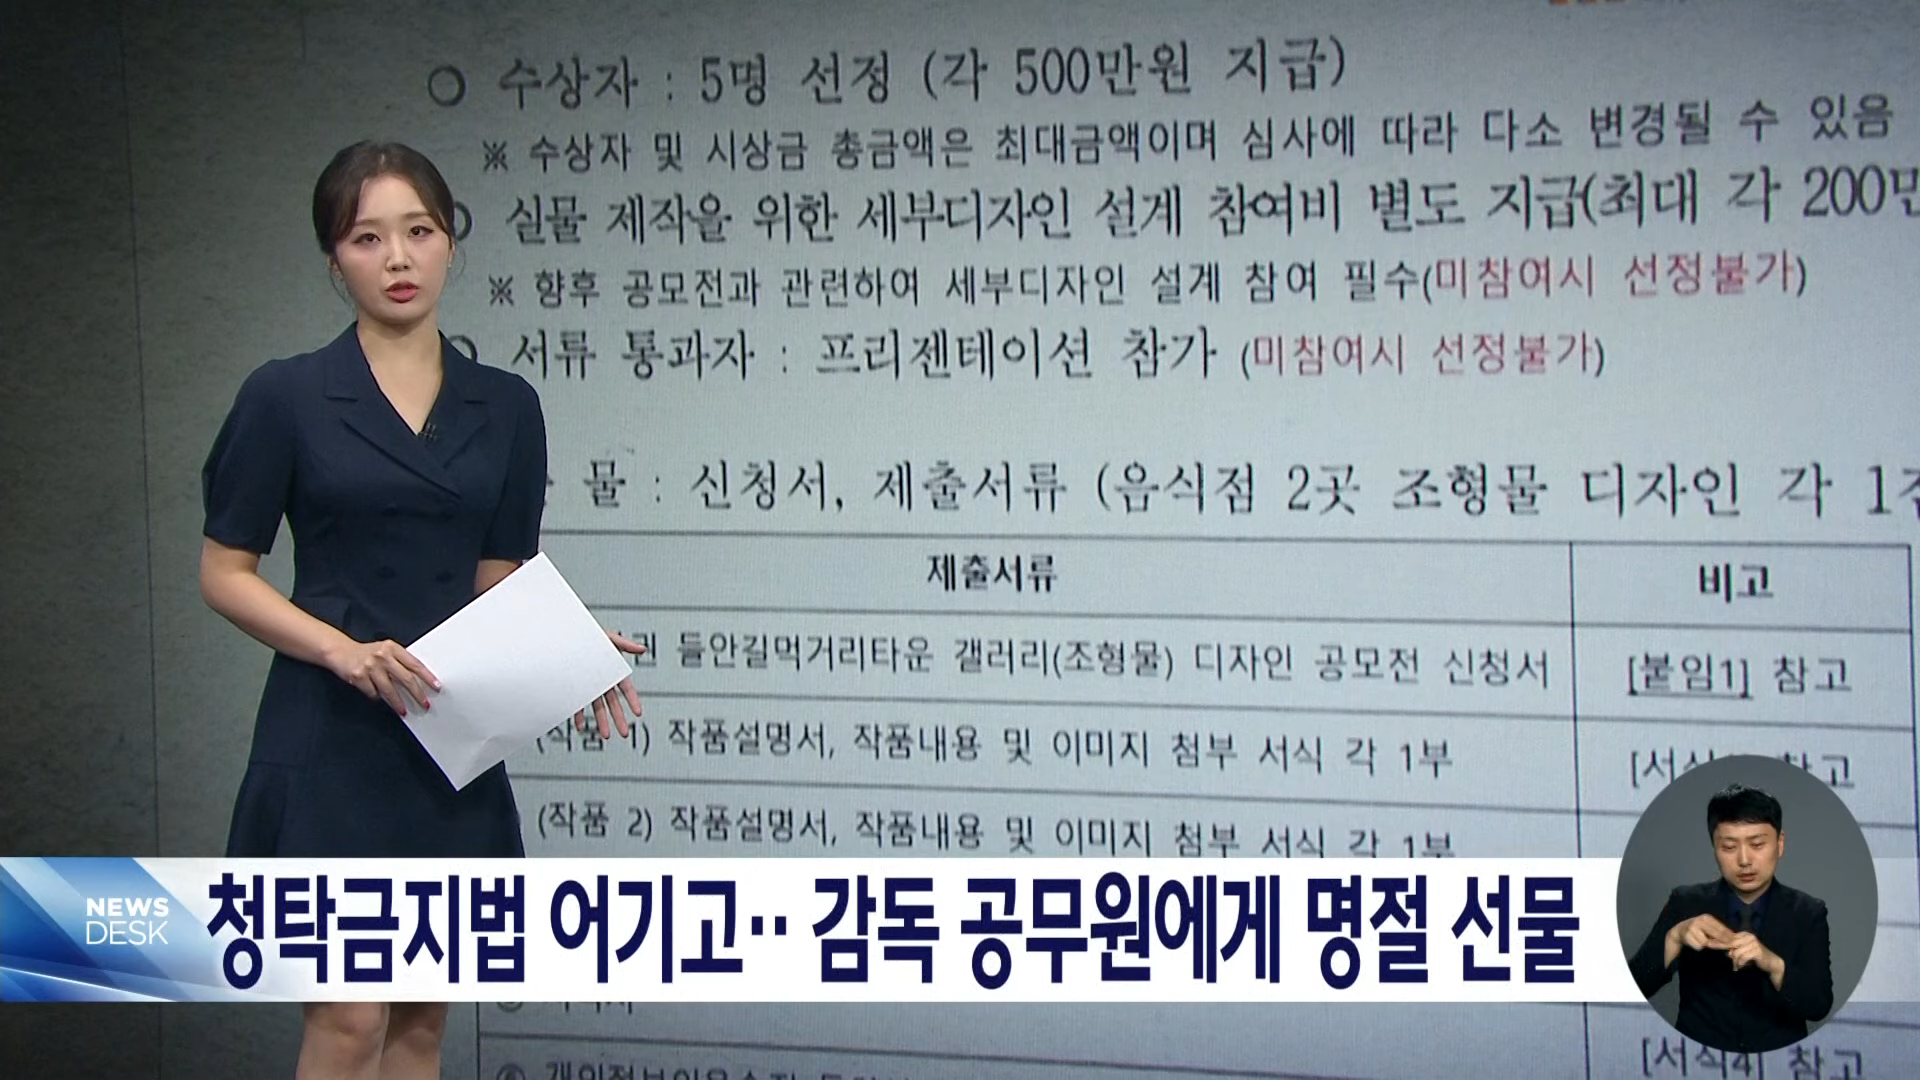 ○ 수상자 : 5명 선정 (각 500만원 지급)
※ 수상자 및 시상금 총금액은 최대금액이며 심사에 따라 다소 변경될 수 있음
실물 제작을 위한 세부디자인 설계 참여비 별도 지급(최대 각 200만
※ 향후 공모전과 관련하여 세부디자인 설계 참여 필수(미참여시 선정불가)
서류 통과자 : 프리젠테이션 참가 (미참여시 선정불가)
물 : 신청서, 제출서류 (음식점 2곳 조형물 디자인 각 1
제출서류 비고
들안길먹거리타운 갤러리(조형물) 디자인 공모전 신청서 [붙임1] 참고
(작품 1) 작품설명서, 작품내용 및 이미지 첨부 서식 각 1부 참고
(작품 2) 작품설명서, 작품내용 및 이미지 첨부 서식 각 1부
NEWS
DESK
청탁금지법 어기고‥ 감독 공무원에게 명절 선물
[서식4] 참고